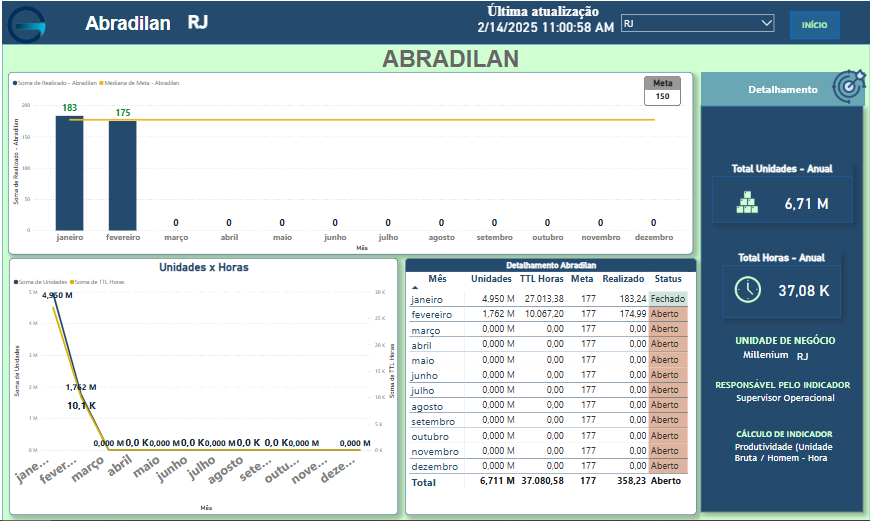 Abradilan RJ
Última atualização
2/14/2025 11:00:58 AM
RJ
INÍCIO
ABRADILAN
Soma de Realizado - Abradilan Mediana de Meta - Abradilan
Meta
150
Soma de Realizado - Abradilan
200
150
100
50
0
183 175 0 0 0 0 0 0 0 0 0 0
janeiro fevereiro março abril maio junho julho agosto setembro outubro novembro dezembro
Mês
Unidades x Horas
Soma de Unidades Soma de TTL Horas
Soma de Unidades
5 M
4 M
3 M
2 M
1 M
0 M
30 K
25 K
20 K
15 K
10 K
5 K
0 K
Soma de TTL Horas
4,950 M
1,762 M
10,1 K
0,000 M 0,0 K 0,000 M 0,0 K 0,000 M 0,0 K 0,0 K 0,000 M 0,000 M
jane... fever... março abril maio junho julho agosto sete... outu... nove... deze...
Mês
Detalhamento Abradilan
Mês Unidades TTL Horas Meta Realizado Status
janeiro 4,950 M 27.013,38 177 183,24 Fechado
fevereiro 1,762 M 10.067,20 177 174,99 Aberto
março 0,000 M 0,00 177 0,00 Aberto
abril 0,000 M 0,00 177 0,00 Aberto
maio 0,000 M 0,00 177 0,00 Aberto
junho 0,000 M 0,00 177 0,00 Aberto
julho 0,000 M 0,00 177 0,00 Aberto
agosto 0,000 M 0,00 177 0,00 Aberto
setembro 0,000 M 0,00 177 0,00 Aberto
outubro 0,000 M 0,00 177 0,00 Aberto
novembro 0,000 M 0,00 177 0,00 Aberto
dezembro 0,000 M 0,00 177 0,00 Aberto
Total 6,711 M 37.080,58 177 358,23 Aberto
Detalhamento
Total Unidades - Anual
6,71 M
Total Horas - Anual
37,08 K
UNIDADE DE NEGÓCIO
Millenium RJ
RESPONSÁVEL PELO INDICADOR
Supervisor Operacional
CÁLCULO DE INDICADOR
Produtividade (Unidade
Bruta / Homem - Hora